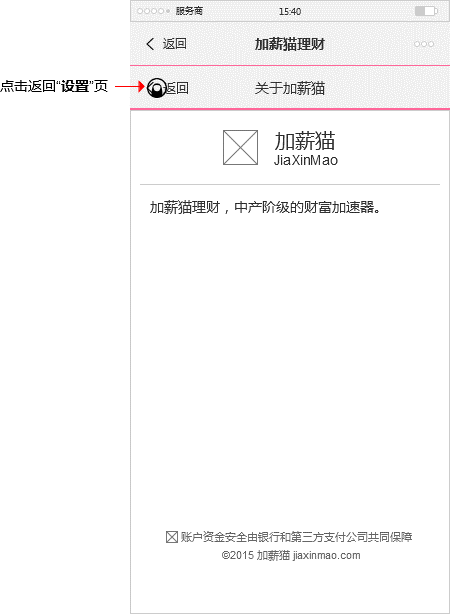 服务商 15:40
返回 加薪猫理财
点击返回“设置”页 返回 关于加薪猫
加薪猫
JiaXinMao
加薪猫理财，中产阶级的财富加速器。
账户资金安全由银行和第三方支付公司共同保障
©2015 加薪猫 jiaxinmao.com